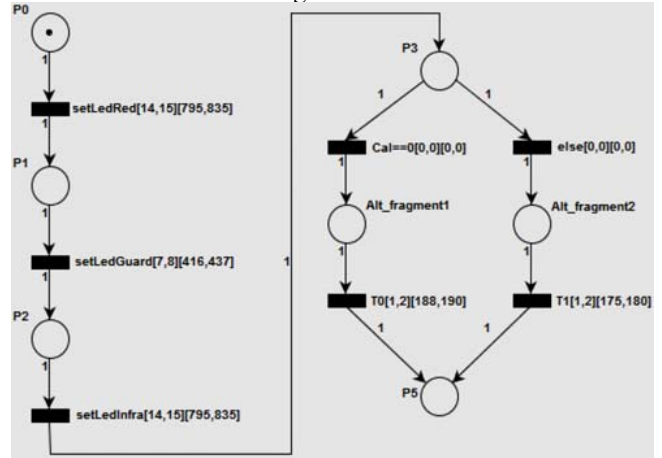 P0
1
setLedRed[14,15][795,835]
1
P1
1
setLedGuard[7,8][416,437]
1
P2
1
setLedInfra[14,15][795,835]
1
P3
1
1
Cal==0[0,0][0,0]
else[0,0][0,0]
1
1
Alt_fragment1
Alt_fragment2
1
1
T0[1,2][188,190]
T1[1,2][175,180]
1
1
P5